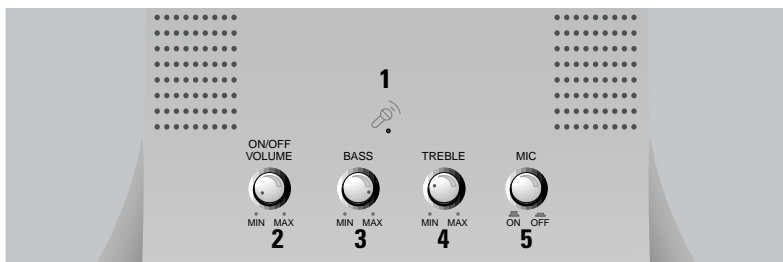 1
ON/OFF
VOLUME BASS TREBLE MIC
MIN MAX MIN MAX MIN MAX ON OFF
2 3 4 5